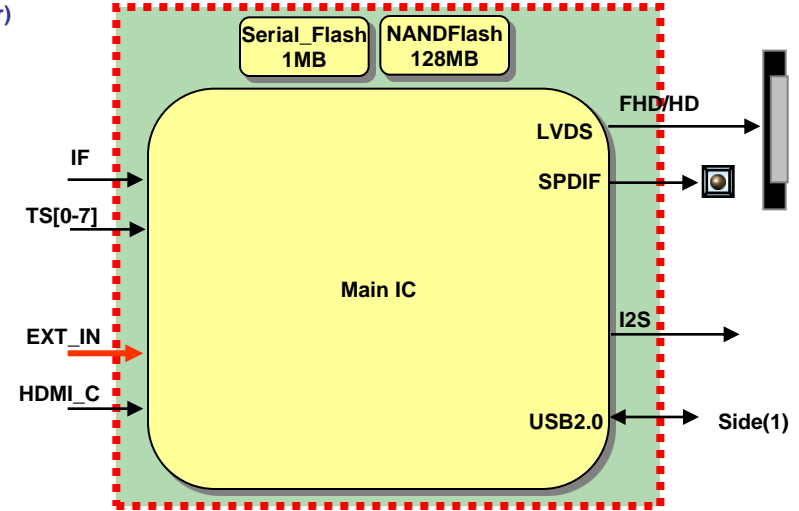 r)
Serial_Flash
1MB
NANDFlash
128MB
FHD/HD
LVDS
IF
SPDIF
TS[0-7]
Main IC
I2S
EXT_IN
HDMI_C
USB2.0
Side(1)